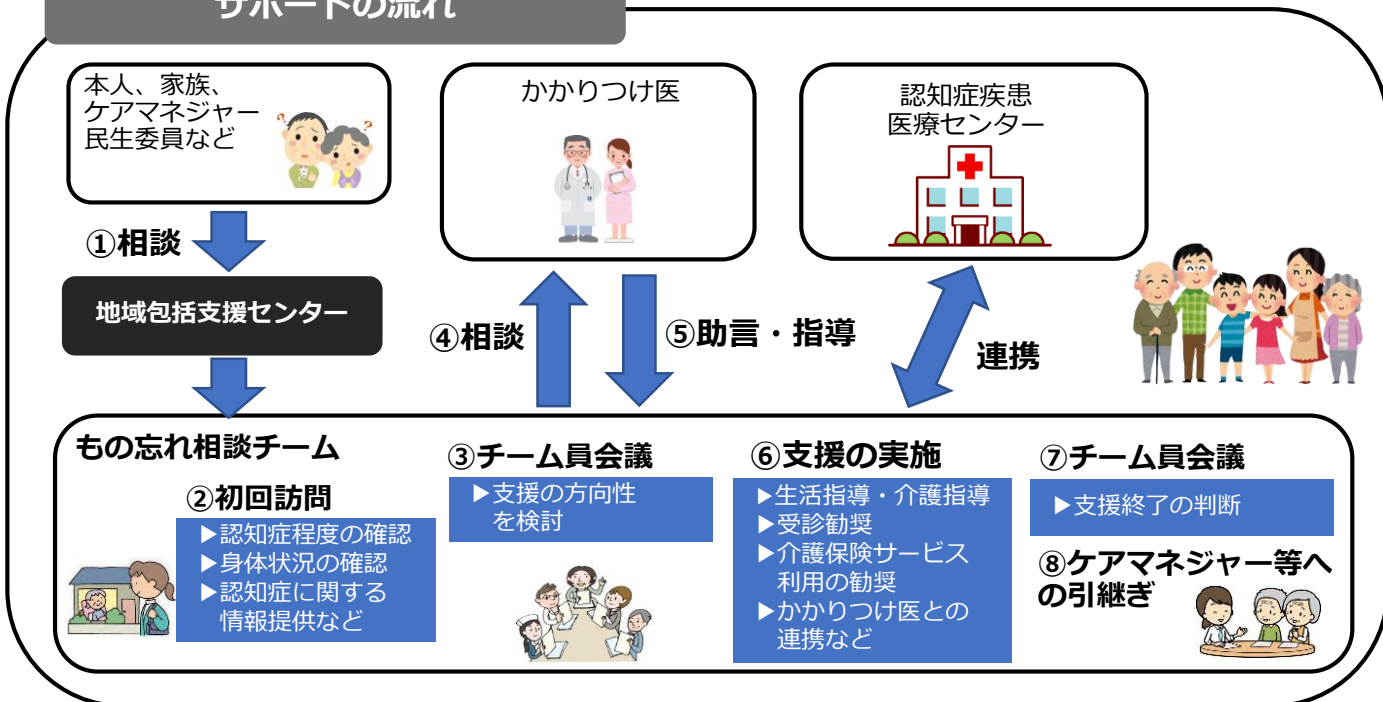 サポートの流れ
本人、家族、
ケアマネジャー
民生委員など
? ?
かかりつけ医
認知症疾患
医療センター
①相談
地域包括支援センター
④相談
⑤助言・指導
連携
もの忘れ相談チーム
②初回訪問
▶認知症程度の確認
▶身体状況の確認
▶認知症に関する
情報提供など
③チーム員会議
▶支援の方向性
を検討
⑥支援の実施
▶生活指導・介護指導
▶受診勧奨
▶介護保険サービス
利用の勧奨
▶かかりつけ医との
連携など
⑦チーム員会議
▶支援終了の判断
⑧ケアマネジャー等へ
の引継ぎ